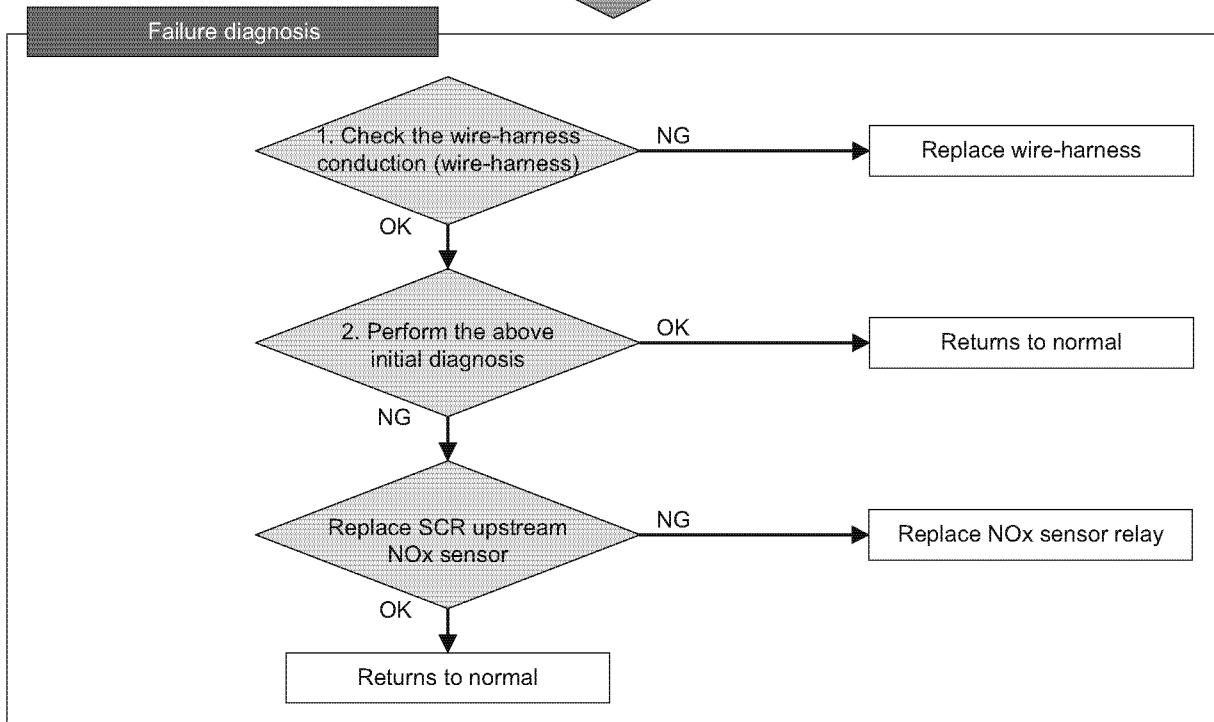 Failure diagnosis
1. Check the wire-harness
conduction (wire-harness)
NG
Replace wire-harness
OK
2. Perform the above
initial diagnosis
OK
Returns to normal
NG
Replace SCR upstream
NOx sensor
NG
Replace NOx sensor relay
OK
Returns to normal